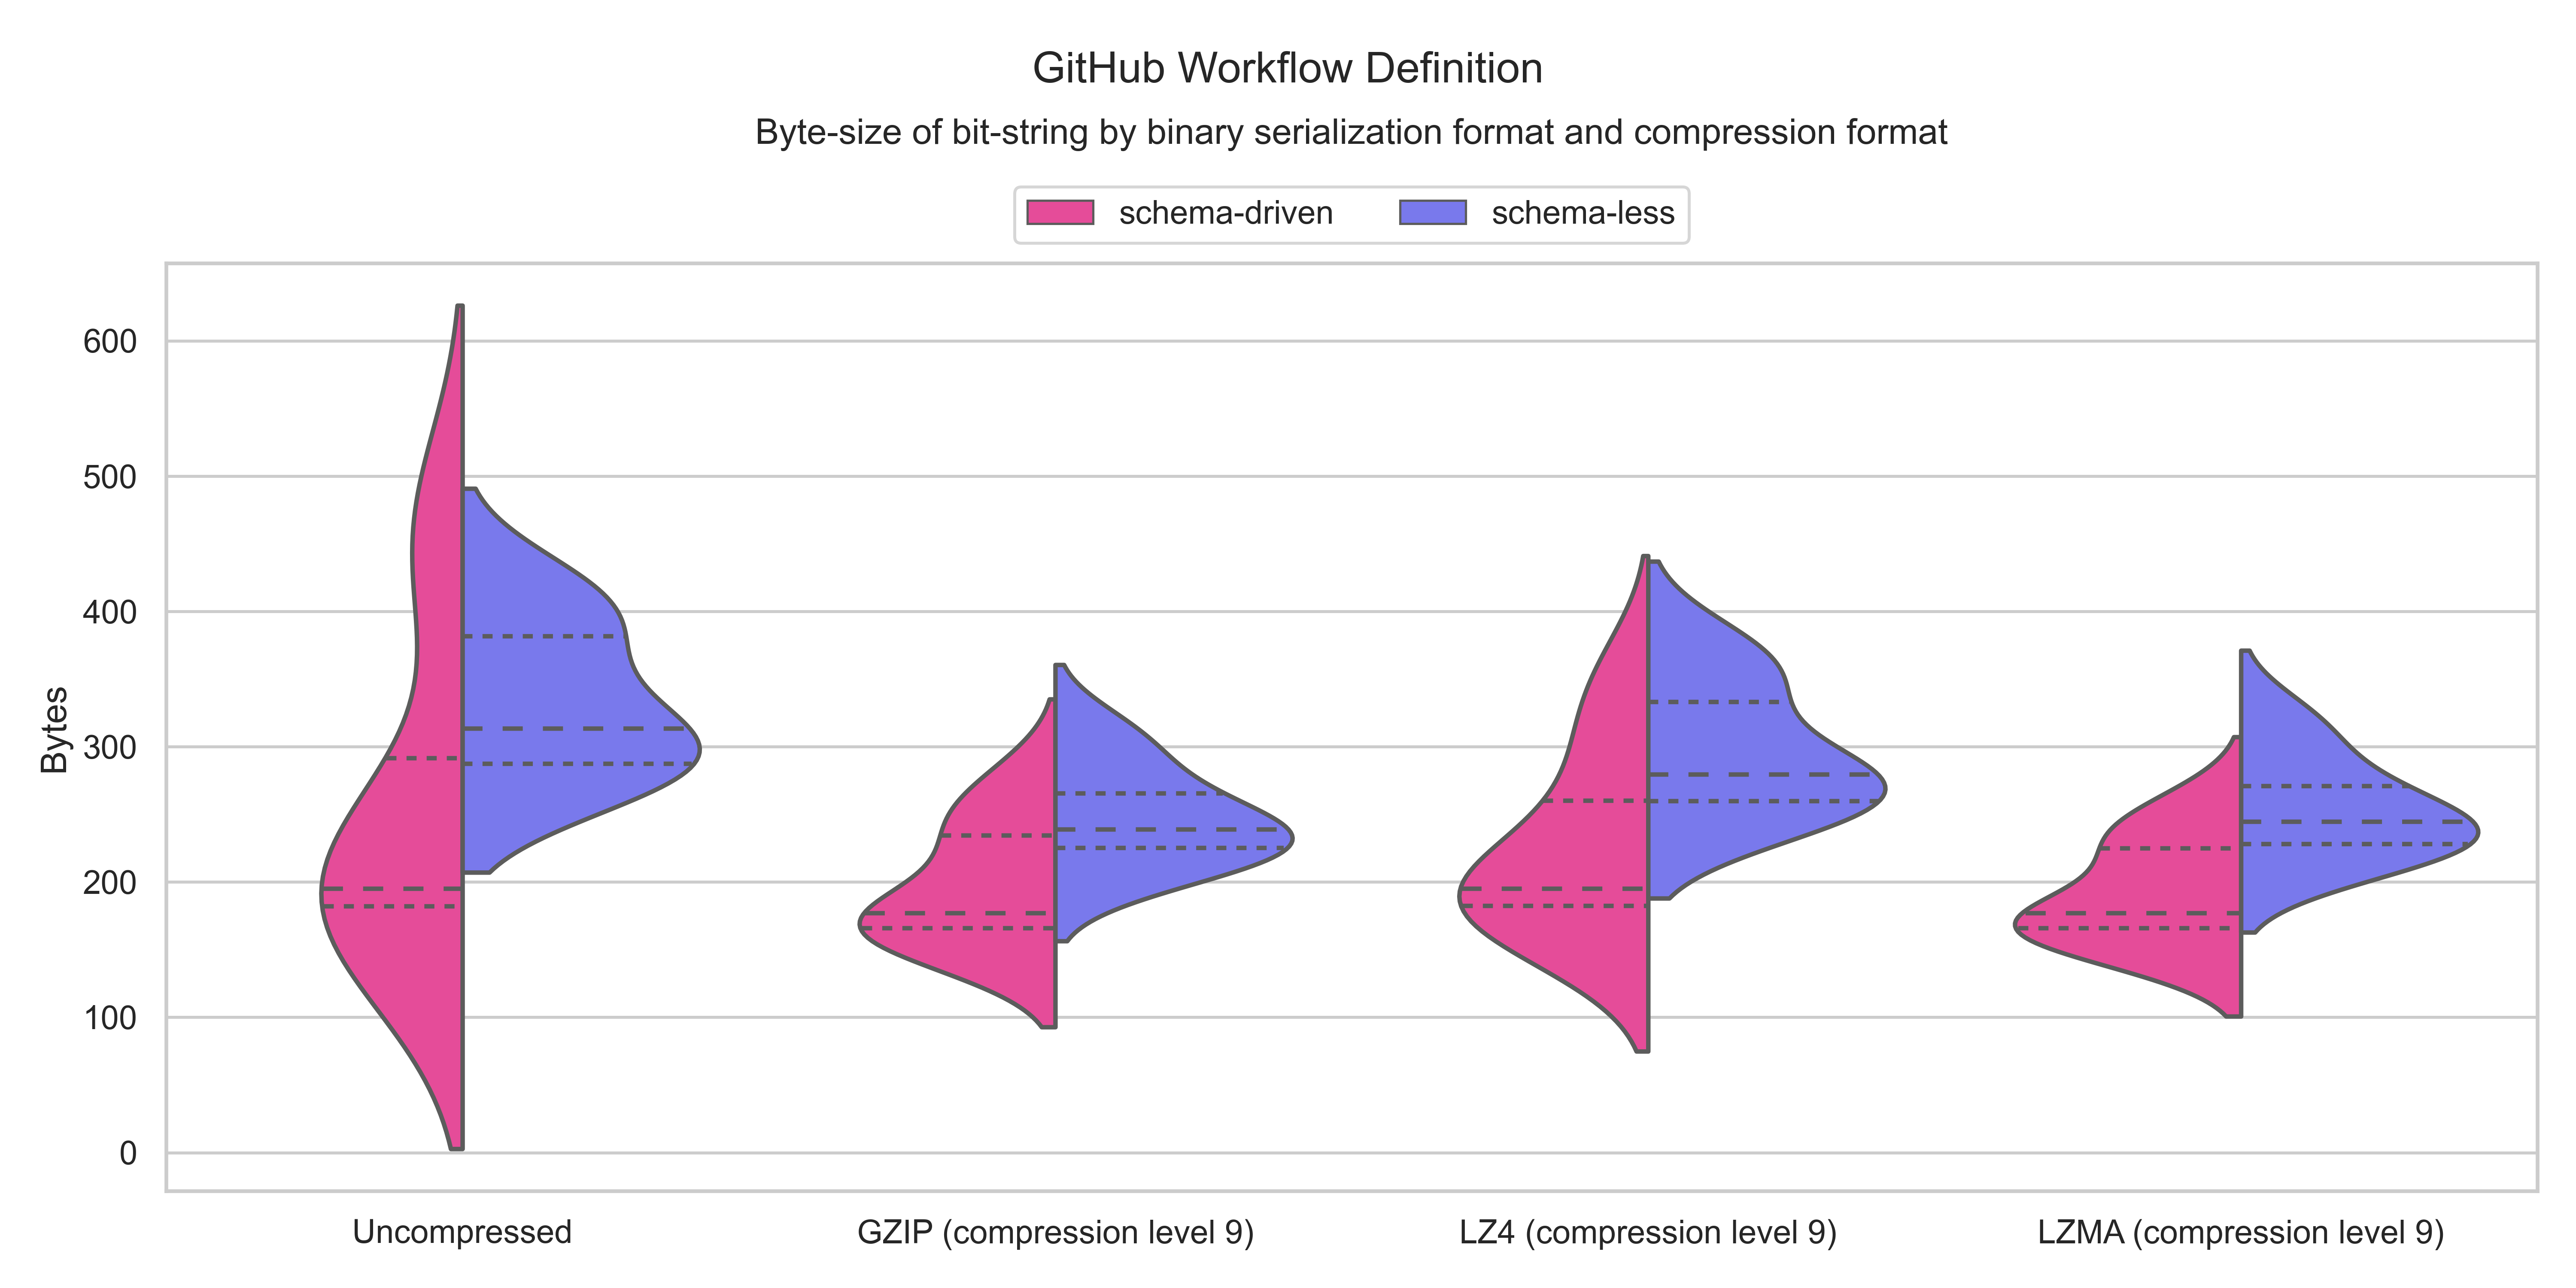 GitHub Workflow Definition
Byte-size of bit-string by binary serialization format and compression format
schema-driven schema-less
600
500
400
300
200
100
0
Bytes
Uncompressed GZIP (compression level 9) LZ4 (compression level 9) LZMA (compression level 9)